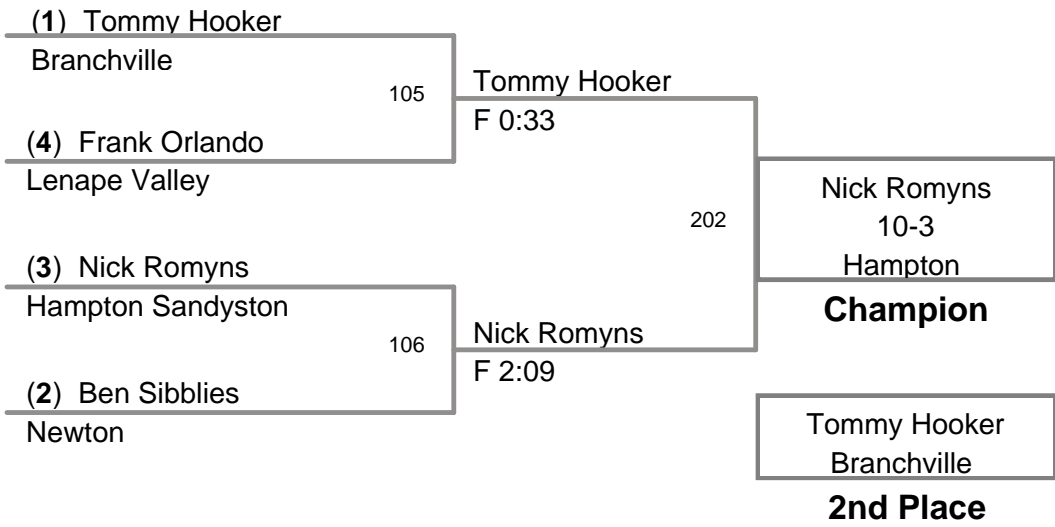 (1) Tommy Hooker
Branchville
105
(4) Frank Orlando
Lenape Valley
Tommy Hooker
F 0:33
(3) Nick Romyns
Hampton Sandyston
106
(2) Ben Sibblies
Newton
Nick Romyns
F 2:09
202
Nick Romyns
10-3
Hampton
Champion
Tommy Hooker
Branchville
2nd Place